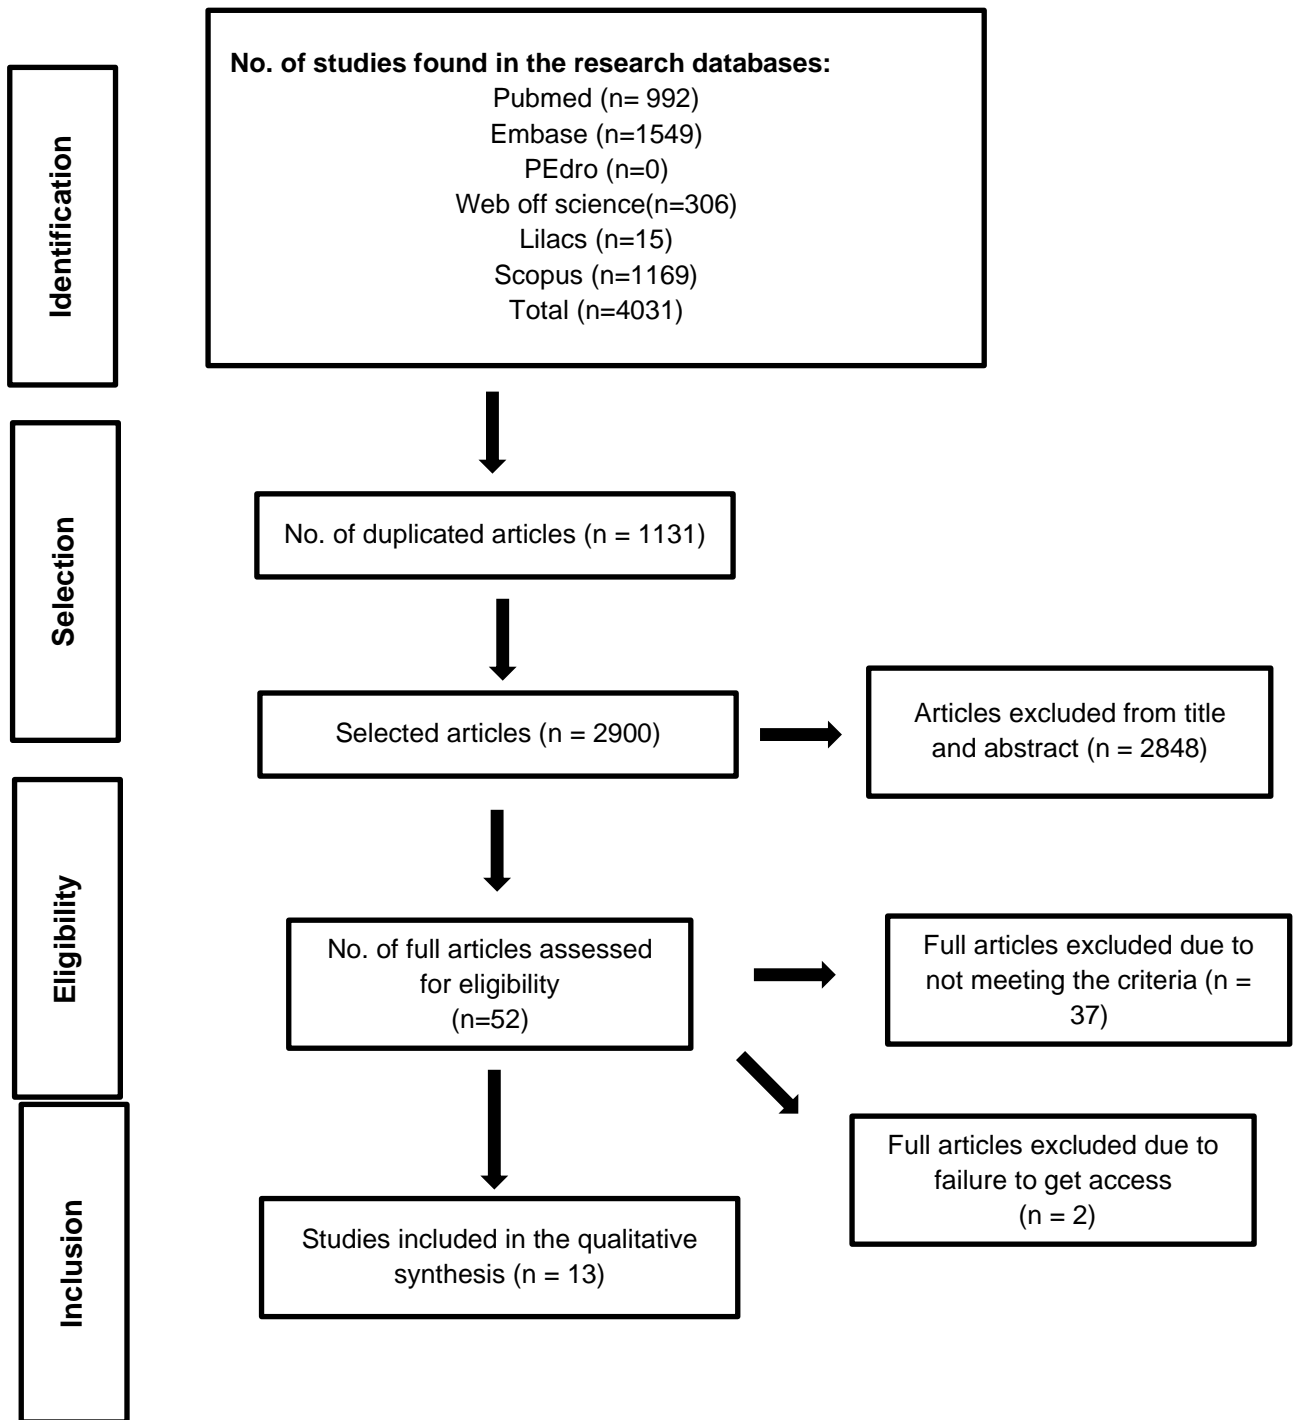 Identification
No. of studies found in the research databases:
Pubmed (n= 992)
Embase (n=1549)
PEdro (n=0)
Web off science(n=306)
Lilacs (n=15)
Scopus (n=1169)
Total (n=4031)
Selection
No. of duplicated articles (n = 1131)
Selected articles (n = 2900)
Articles excluded from title
and abstract (n = 2848)
Eligibility
No. of full articles assessed
for eligibility
(n=52)
Full articles excluded due to
not meeting the criteria (n =
37)
Full articles excluded due to
failure to get access
(n = 2)
Inclusion
Studies included in the qualitative
synthesis (n = 13)